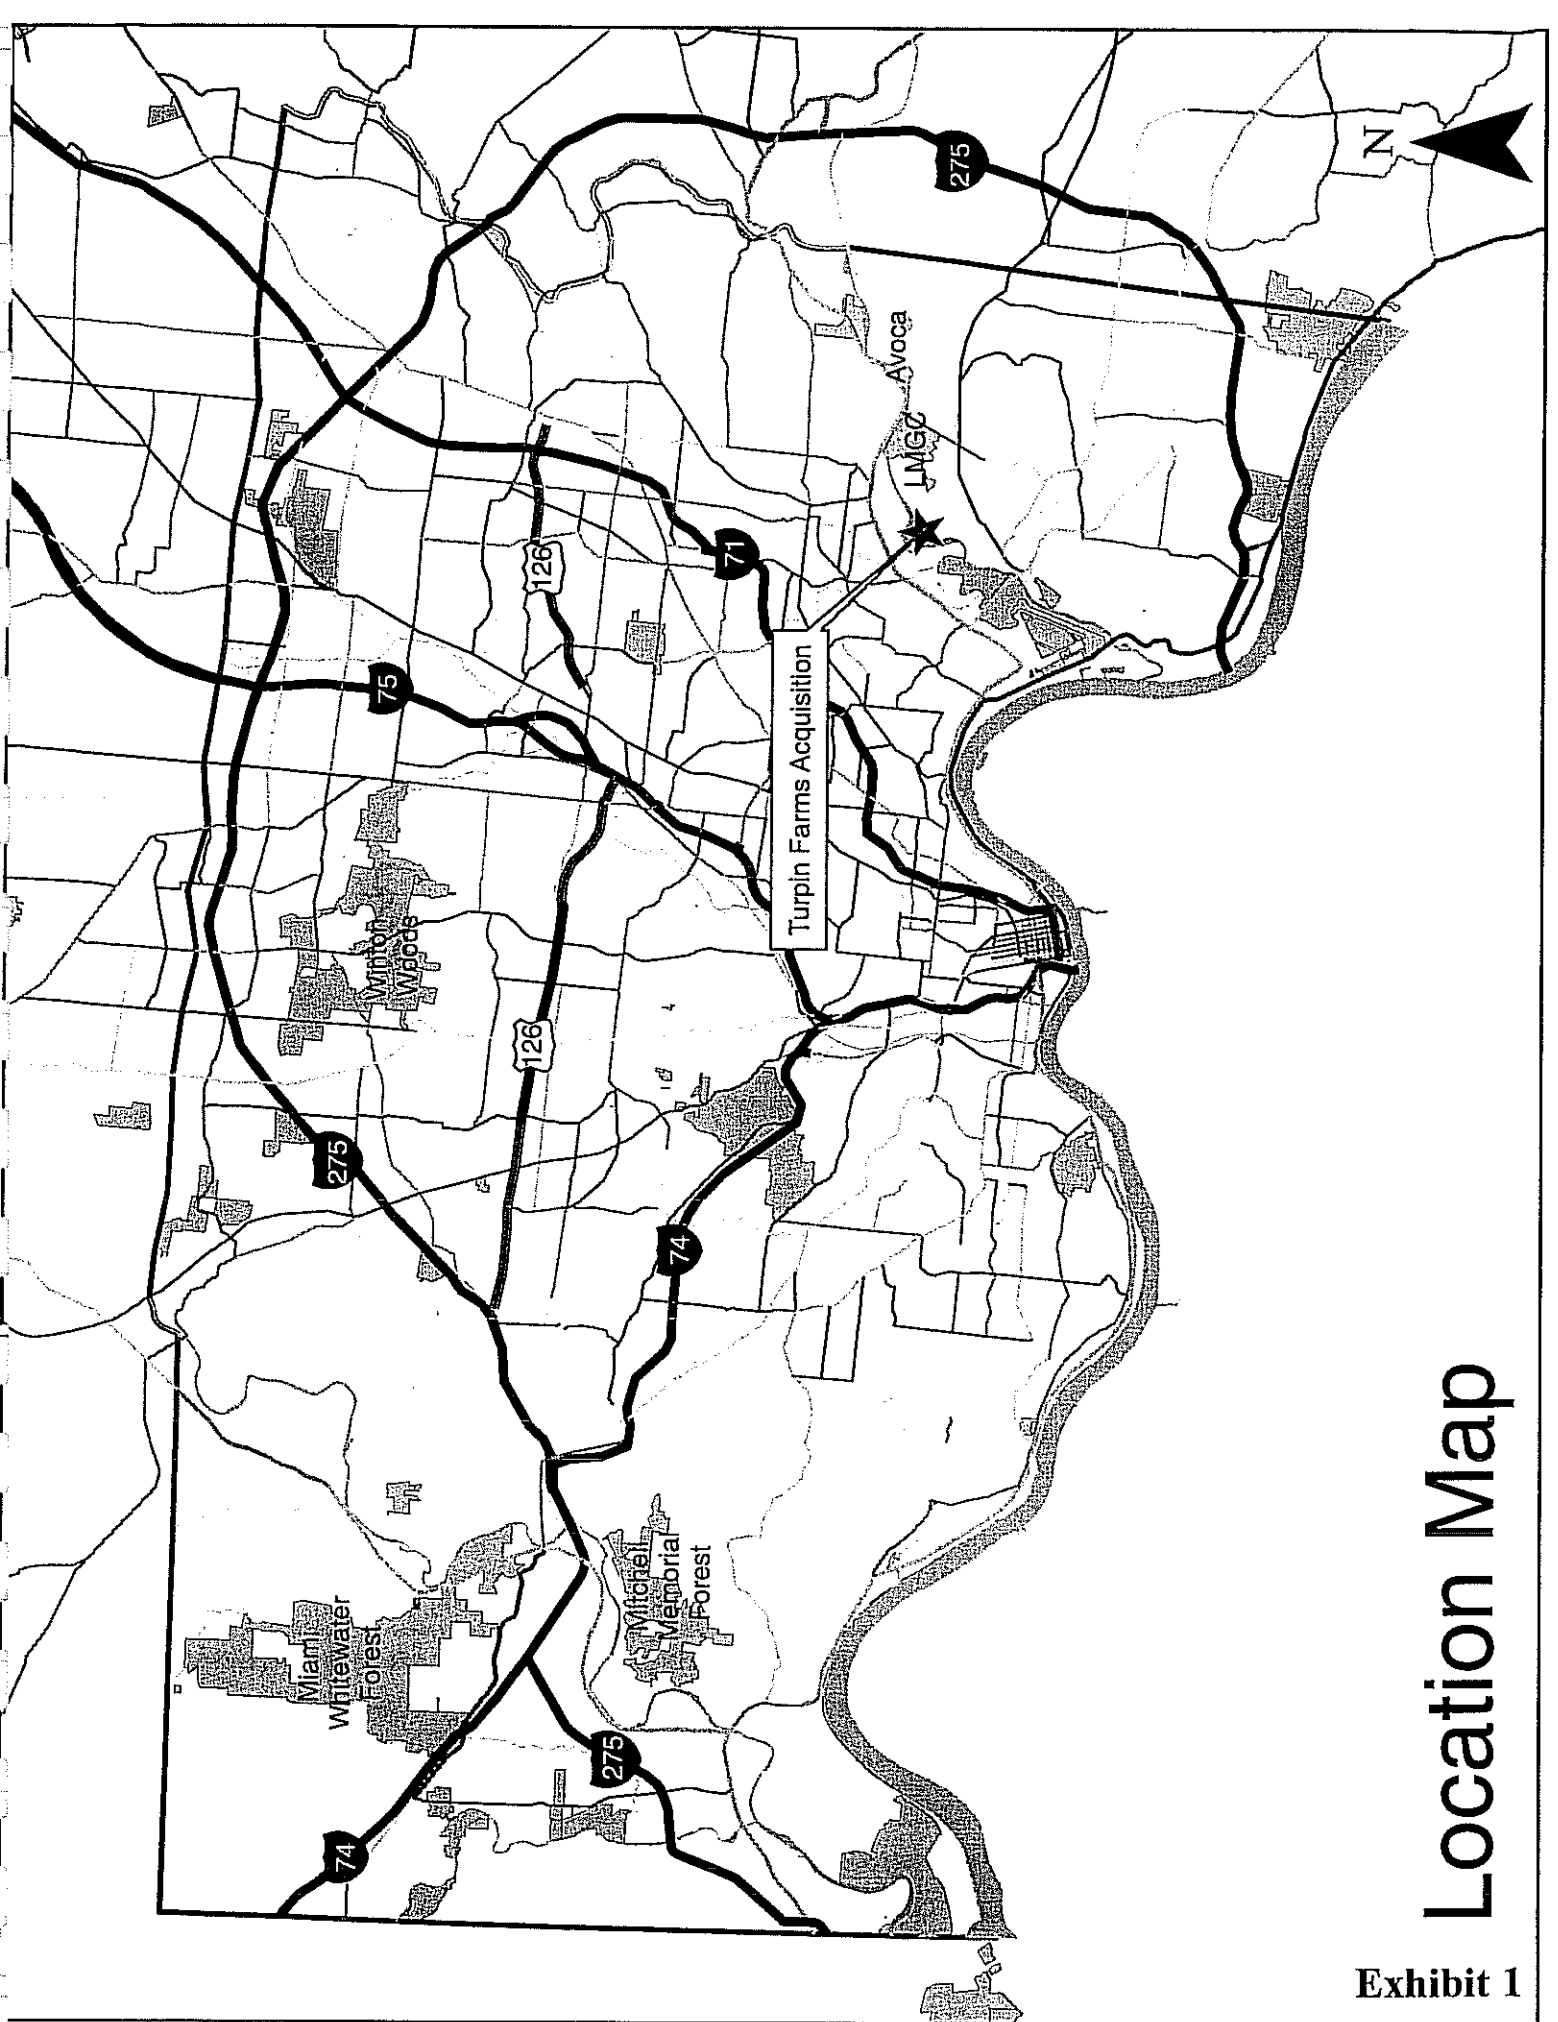 275
75
71
126
126
74
275
74
275
Miami
Whitewater
Forest
Winton
Woods
Mitchell
Memorial
Forest
Turpin Farms Acquisition
LMGC
Avoca
N
Location Map
Exhibit 1